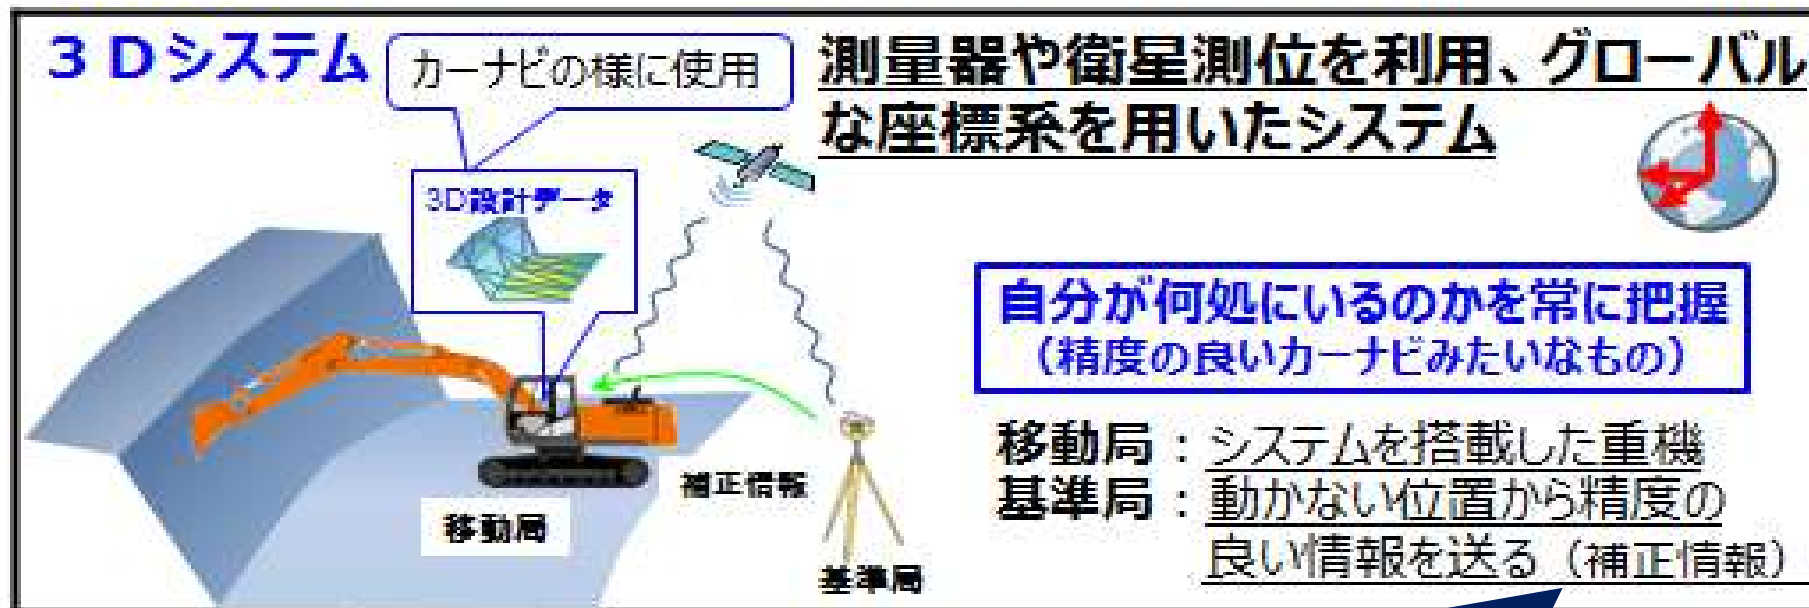 3Dシステム
カーナビの様に使用
測量器や衛星測位を利用、グローバル
な座標系を用いたシステム
3D設計データ
自分が何処にいるのかを常に把握
（精度の良いカーナビみたいなもの）
移動局：システムを搭載した重機
基準局：動かない位置から精度の
良い情報を送る（補正情報）
補正情報
移動局
基準局